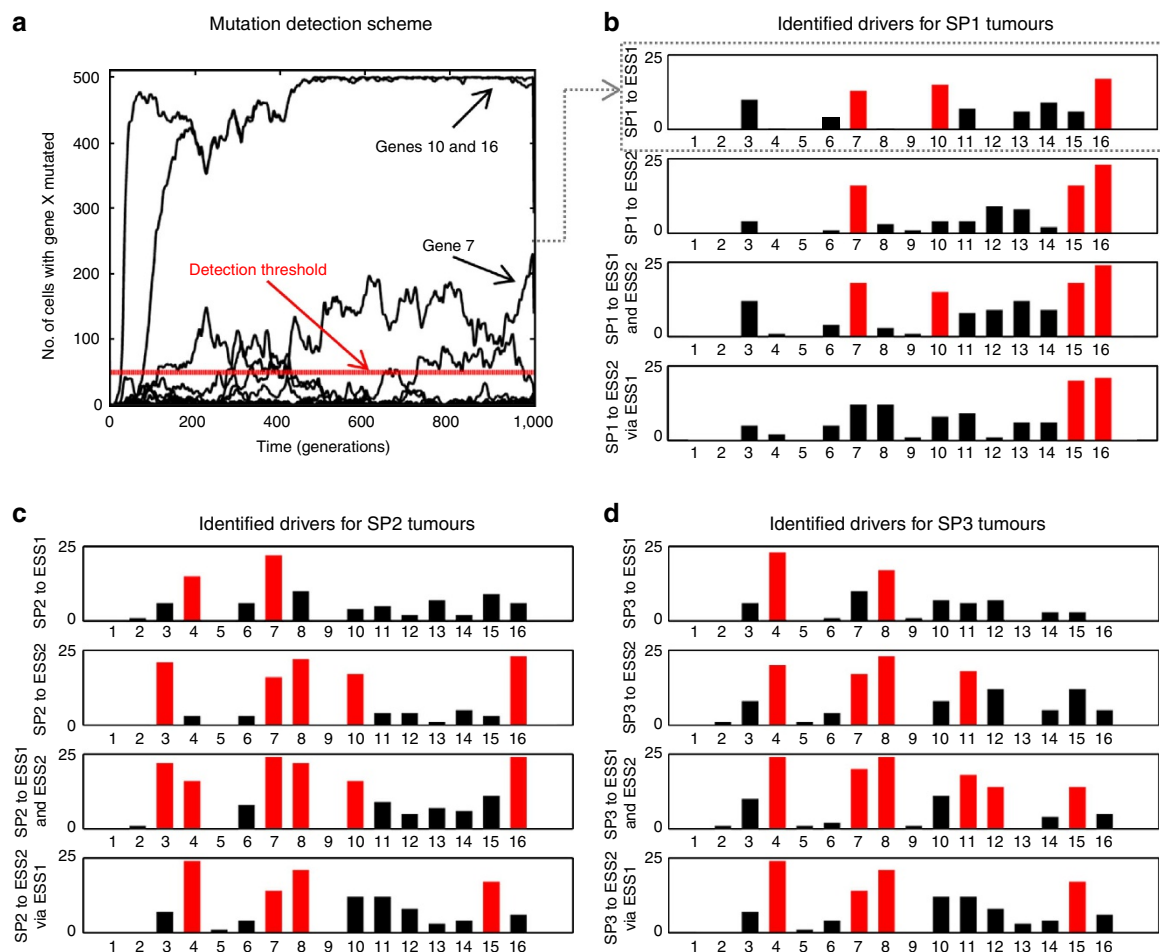 a
Mutation detection scheme
No. of cells with gene X mutated
500
400
300
200
100
0
Genes 10 and 16
Gene 7
Detection threshold
0 200 400 600 800 1,000
Time (generations)
b
Identified drivers for SP1 tumours
SP1 to ESS1
25
0
1 2 3 4 5 6 7 8 9 10 11 12 13 14 15 16
SP1 to ESS2
25
0
1 2 3 4 5 6 7 8 9 10 11 12 13 14 15 16
SP1 to ESS1
and ESS2
25
0
1 2 3 4 5 6 7 8 9 10 11 12 13 14 15 16
SP1 to ESS2
via ESS1
25
0
1 2 3 4 5 6 7 8 9 10 11 12 13 14 15 16
c
Identified drivers for SP2 tumours
SP2 to ESS1
25
0
1 2 3 4 5 6 7 8 9 10 11 12 13 14 15 16
SP2 to ESS2
25
0
1 2 3 4 5 6 7 8 9 10 11 12 13 14 15 16
SP2 to ESS1
and ESS2
25
0
1 2 3 4 5 6 7 8 9 10 11 12 13 14 15 16
SP2 to ESS2
via ESS1
25
0
1 2 3 4 5 6 7 8 9 10 11 12 13 14 15 16
d
Identified drivers for SP3 tumours
SP3 to ESS1
25
0
1 2 3 4 5 6 7 8 9 10 11 12 13 14 15 16
SP3 to ESS2
25
0
1 2 3 4 5 6 7 8 9 10 11 12 13 14 15 16
SP3 to ESS1
and ESS2
25
0
1 2 3 4 5 6 7 8 9 10 11 12 13 14 15 16
SP3 to ESS2
via ESS1
25
0
1 2 3 4 5 6 7 8 9 10 11 12 13 14 15 16